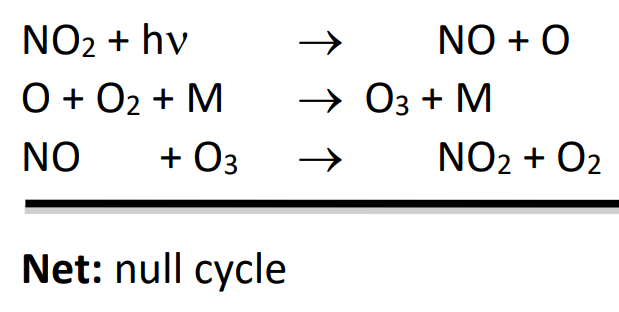 NO₂ + hν → NO + O
O + O₂ + M → O₃ + M
NO + O₃ → NO₂ + O₂
Net: null cycle